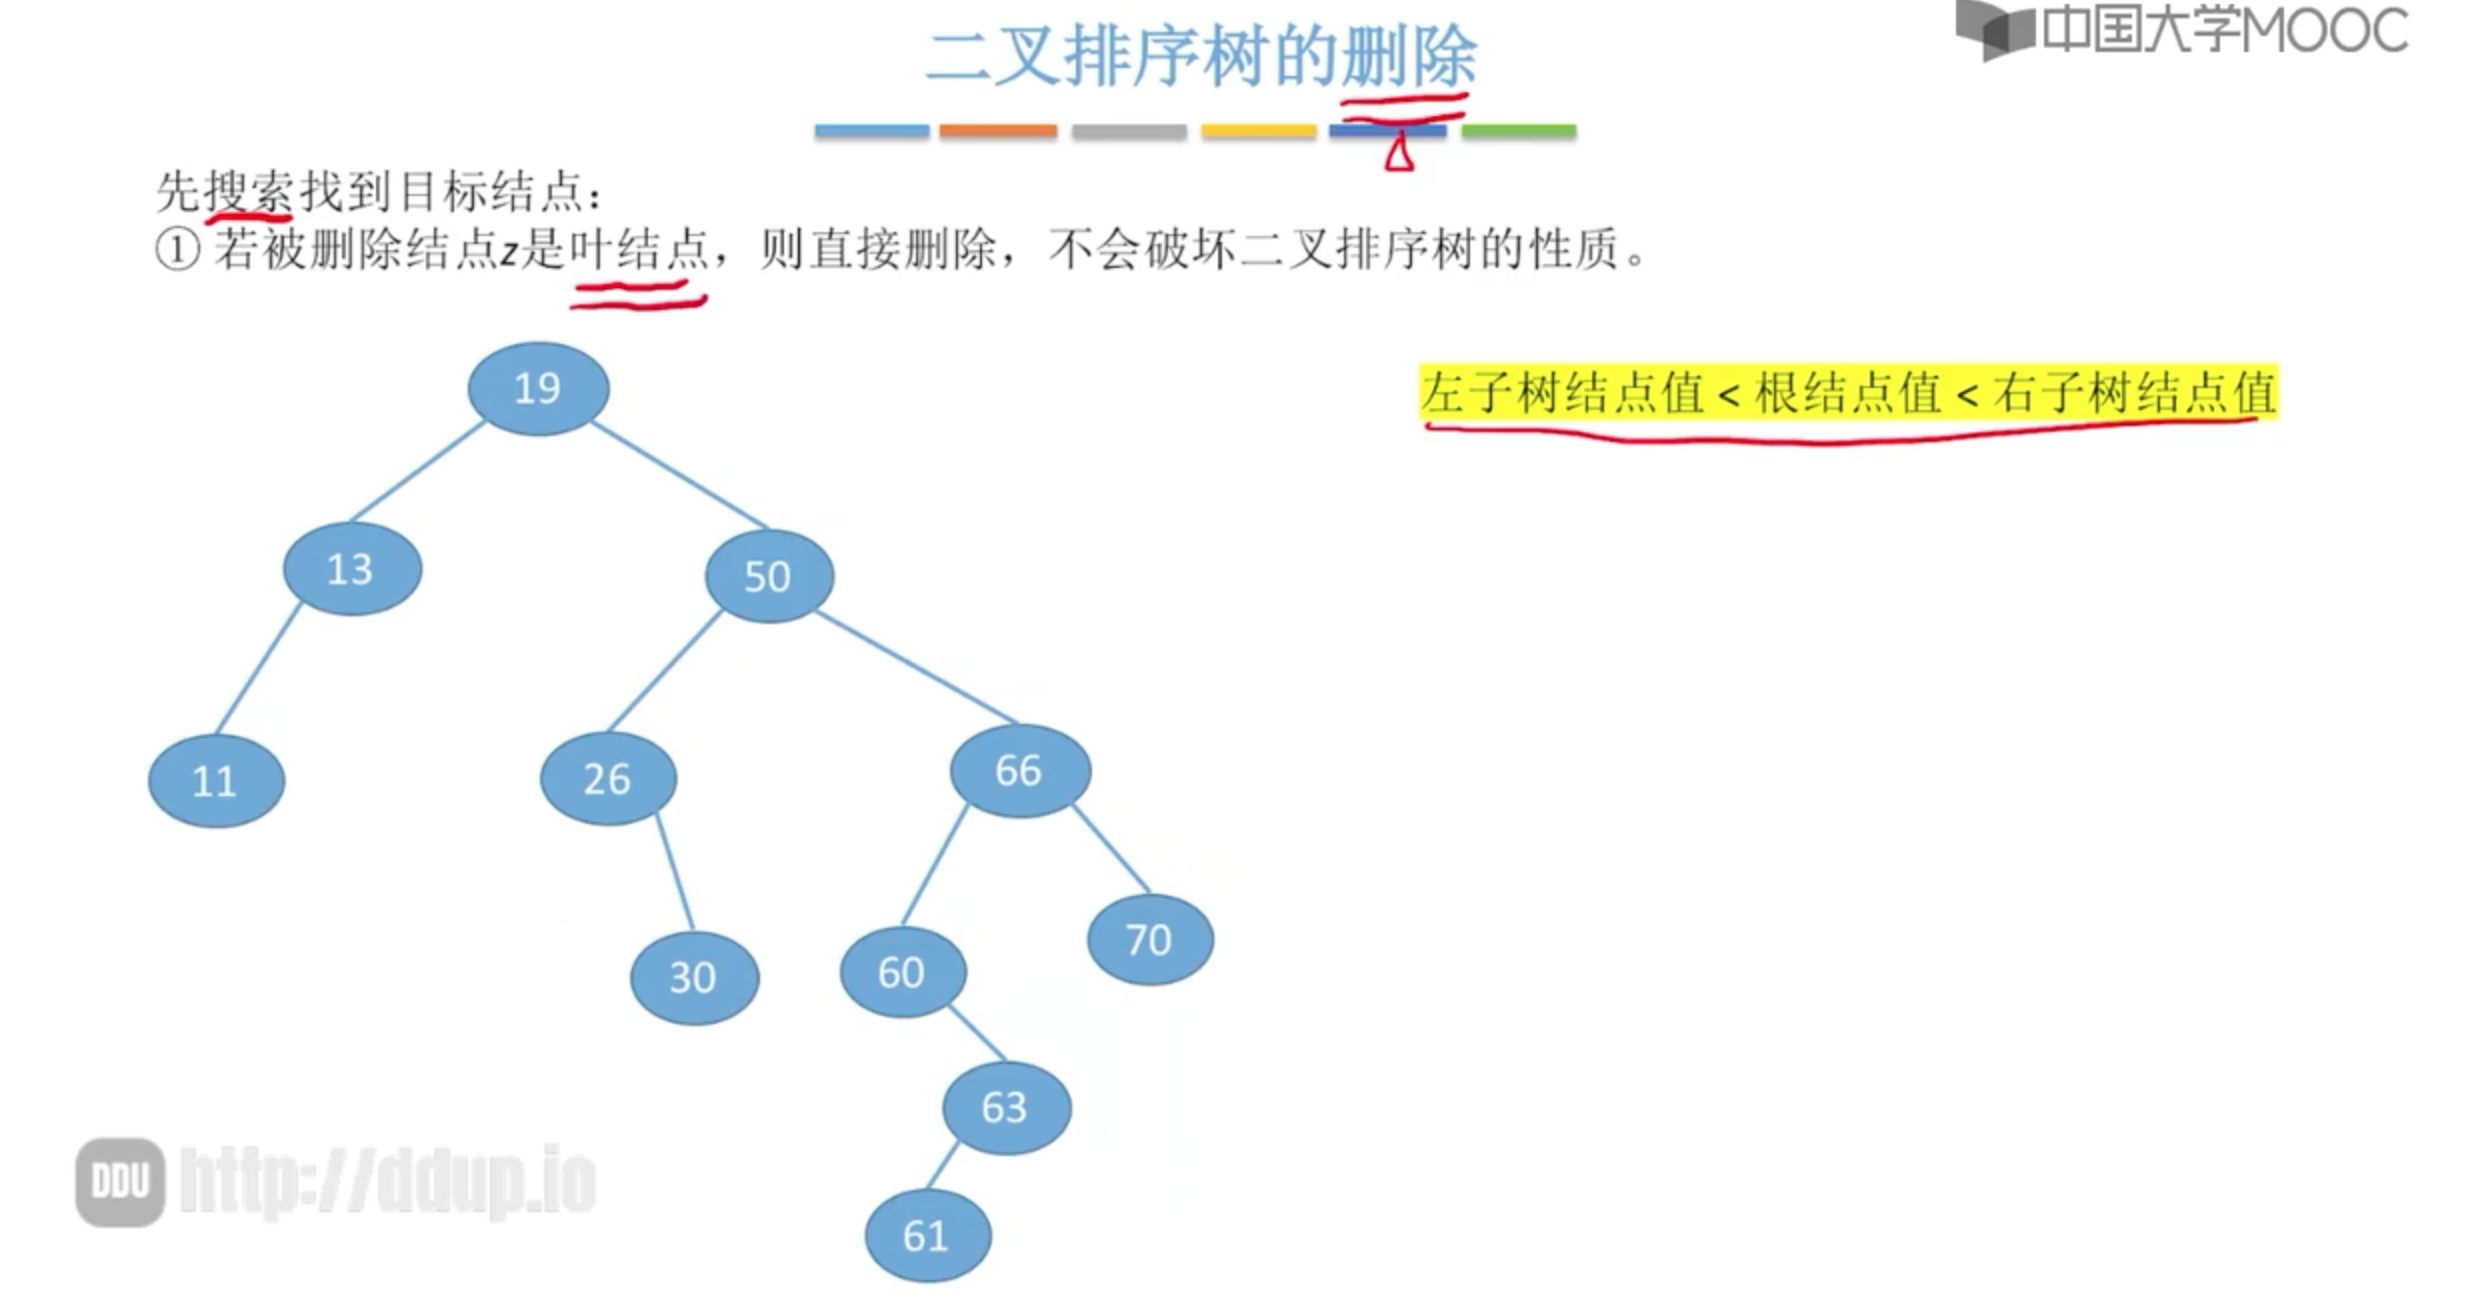 中国大学MOOC
二叉排序树的删除
先搜索找到目标结点：
① 若被删除结点z是叶结点，则直接删除，不会破坏二叉排序树的性质。
左子树结点值 < 根结点值 < 右子树结点值
19
13
50
11
26
66
30
60
70
63
61
DDU http://ddup.io